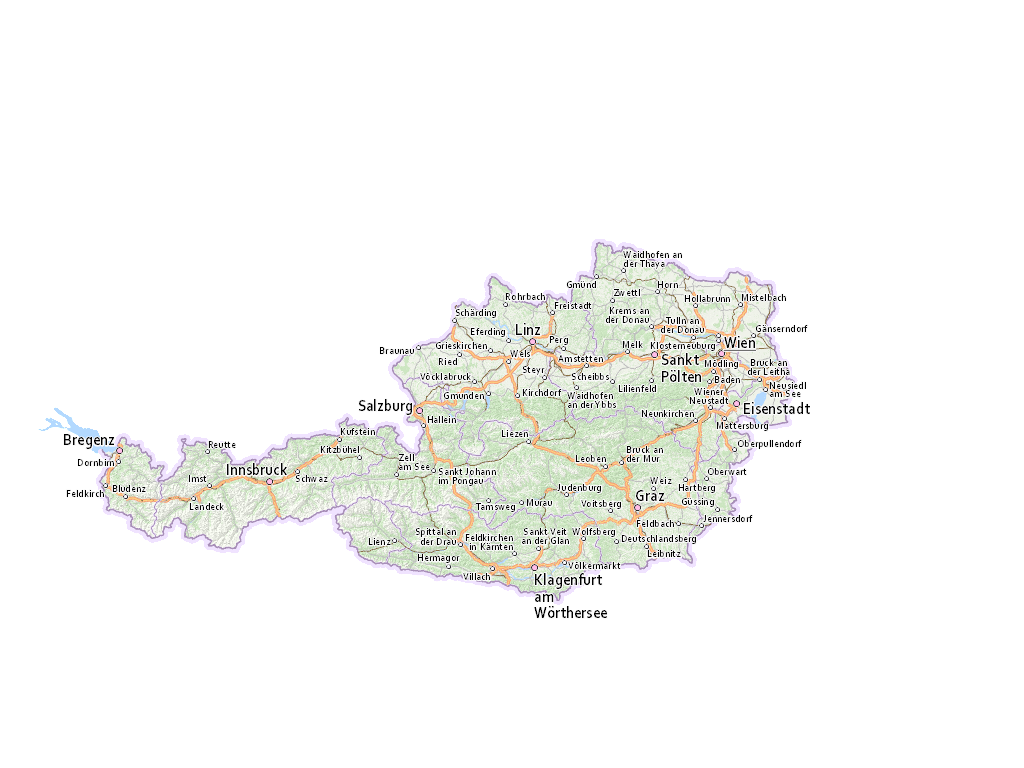 Waidhofen an
der Thaya
Gmünd
Horn
Rohrbach
Zwettl
Hollabrunn
Mistelbach
Freistadt
Schärding
Krems an
der Donau
Tulln an
der Donau
Gänserndorf
Eferding
Linz
Perg
Melk
Klosterneuburg
Wien
Braunau
Grieskirchen
Ried
Wels
Steyr
Amstetten
Sankt
Pölten
Mödling
Bruck an
der Leitha
Vöcklabruck
Scheibbs
Lilienfeld
Baden
Neusiedl
am See
Gmunden
Kirchdorf
Waidhofen
an der Ybbs
Wiener
Neustadt
Salzburg
Eisenstadt
Hallein
Neunkirchen
Mattersburg
Kufstein
Liezen
Bregenz
Reutte
Kitzbühel
Oberpullendorf
Dornbirn
Innsbruck
Zell
am See
Sankt Johann
im Pongau
Leoben
Bruck an
der Mur
Oberwart
Feldkirch
Bludenz
Imst
Schwaz
Judenburg
Weiz
Hartberg
Landeck
Tamsweg
Murau
Voitsberg
Graz
Güssing
Jennersdorf
Feldbach
Lienz
Spittal an
der Drau
Feldkirchen
in Kärnten
Sankt Veit
an der Glan
Wolfsberg
Deutschlandsberg
Leibnitz
Hermagor
Villach
Völkermarkt
Klagenfurt
am
Wörthersee